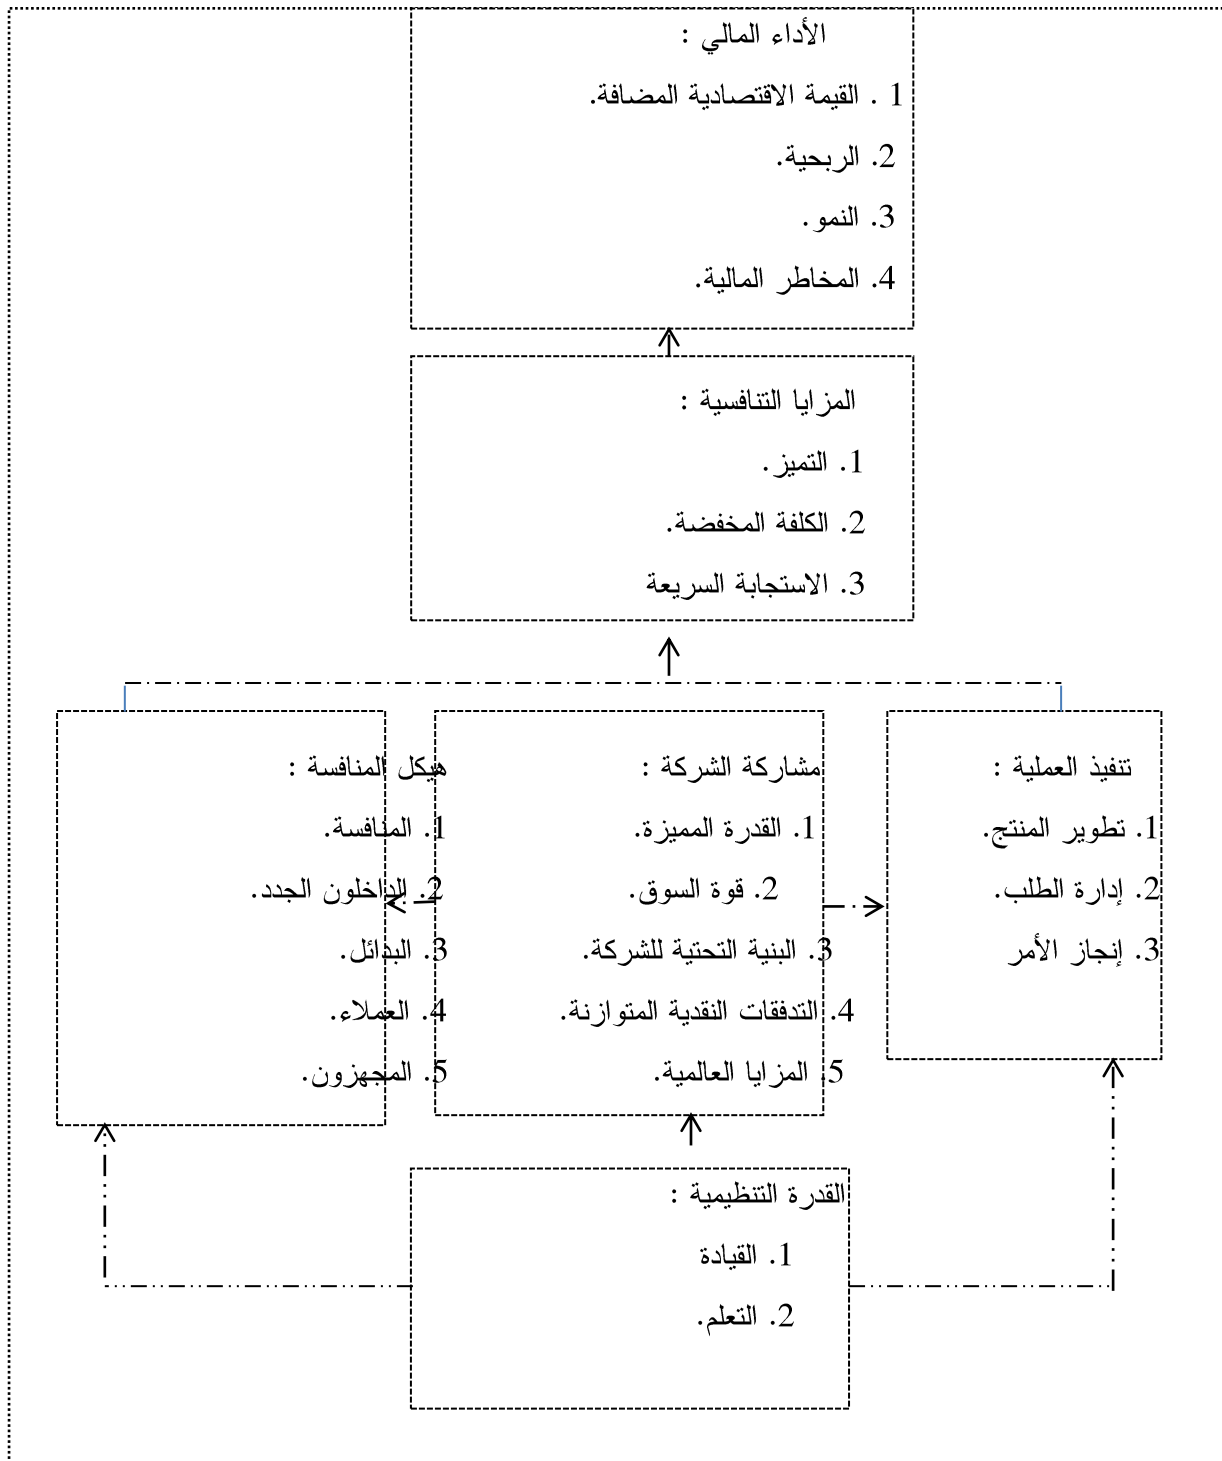 الأداء المالي :
1 . القيمة الاقتصادية المضافة.
2. الربحية.
3. النمو.
4. المخاطر المالية.
المزايا التنافسية :
1. التميز.
2. الكلفة المخفضة.
3. الاستجابة السريعة
تنفيذ العملية :
1. تطوير المنتج.
2. إدارة الطلب.
3. إنجاز الأمر
مشاركة الشركة :
1. القدرة المميزة.
2. قوة السوق.
3. البنية التحتية للشركة.
4. التدفقات النقدية المتوازنة.
5. المزايا العالمية.
هيكل المنافسة :
1. المنافسة.
2. الداخلون الجدد.
3. البدائل.
4. العملاء.
5. المجهزون.
القدرة التنظيمية :
1. القيادة
2. التعلم.